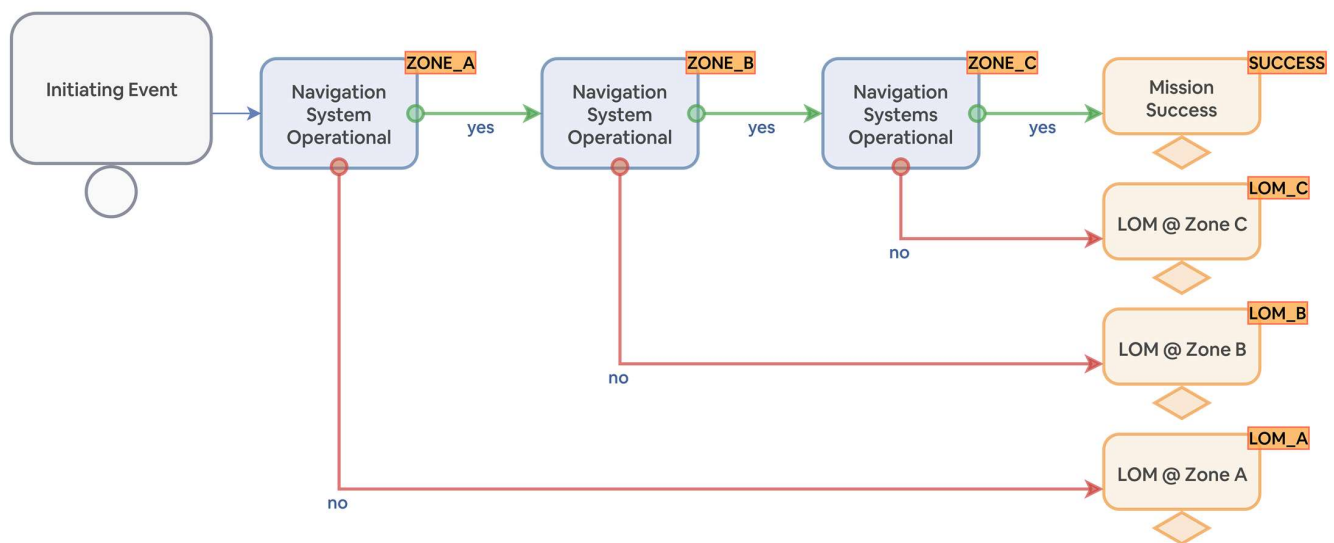 Initiating Event
ZONE_A
Navigation
System
Operational
yes
no
ZONE_B
Navigation
System
Operational
yes
no
ZONE_C
Navigation
Systems
Operational
yes
no
SUCCESS
Mission
Success
LOM_C
LOM @ Zone C
LOM_B
LOM @ Zone B
LOM_A
LOM @ Zone A